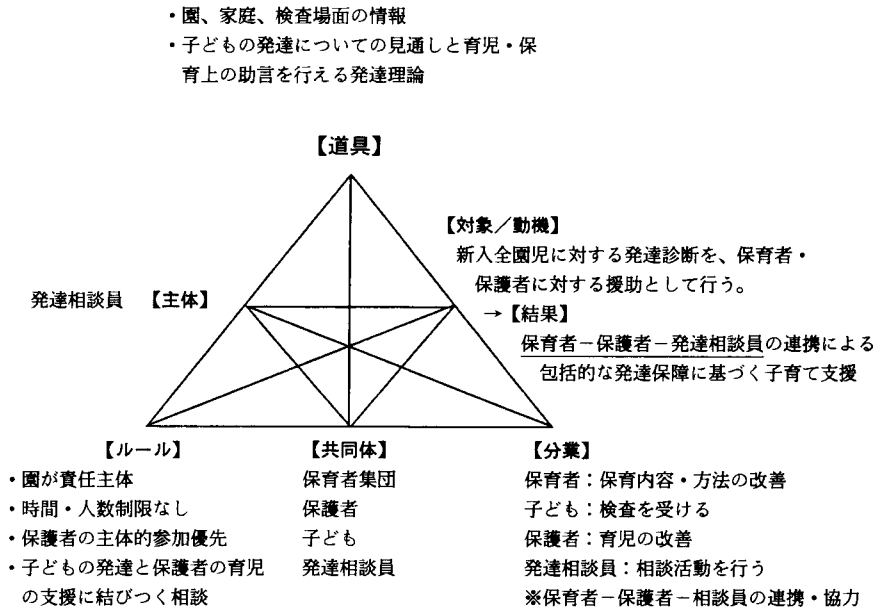 ・園、家庭、検査場面の情報
・子どもの発達についての見通しと育児・保
育上の助言を行える発達理論
【道具】
【対象／動機】
新入全園児に対する発達診断を、保育者・
保護者に対する援助として行う。
発達相談員 【主体】
→【結果】
保育者－保護者－発達相談員の連携による
包括的な発達保障に基づく子育て支援
【ルール】
・園が責任主体
・時間・人数制限なし
・保護者の主体的参加優先
・子どもの発達と保護者の育児
の支援に結びつく相談
【共同体】
保育者集団
保護者
子ども
発達相談員
【分業】
保育者：保育内容・方法の改善
子ども：検査を受ける
保護者：育児の改善
発達相談員：相談活動を行う
※保育者－保護者－相談員の連携・協力